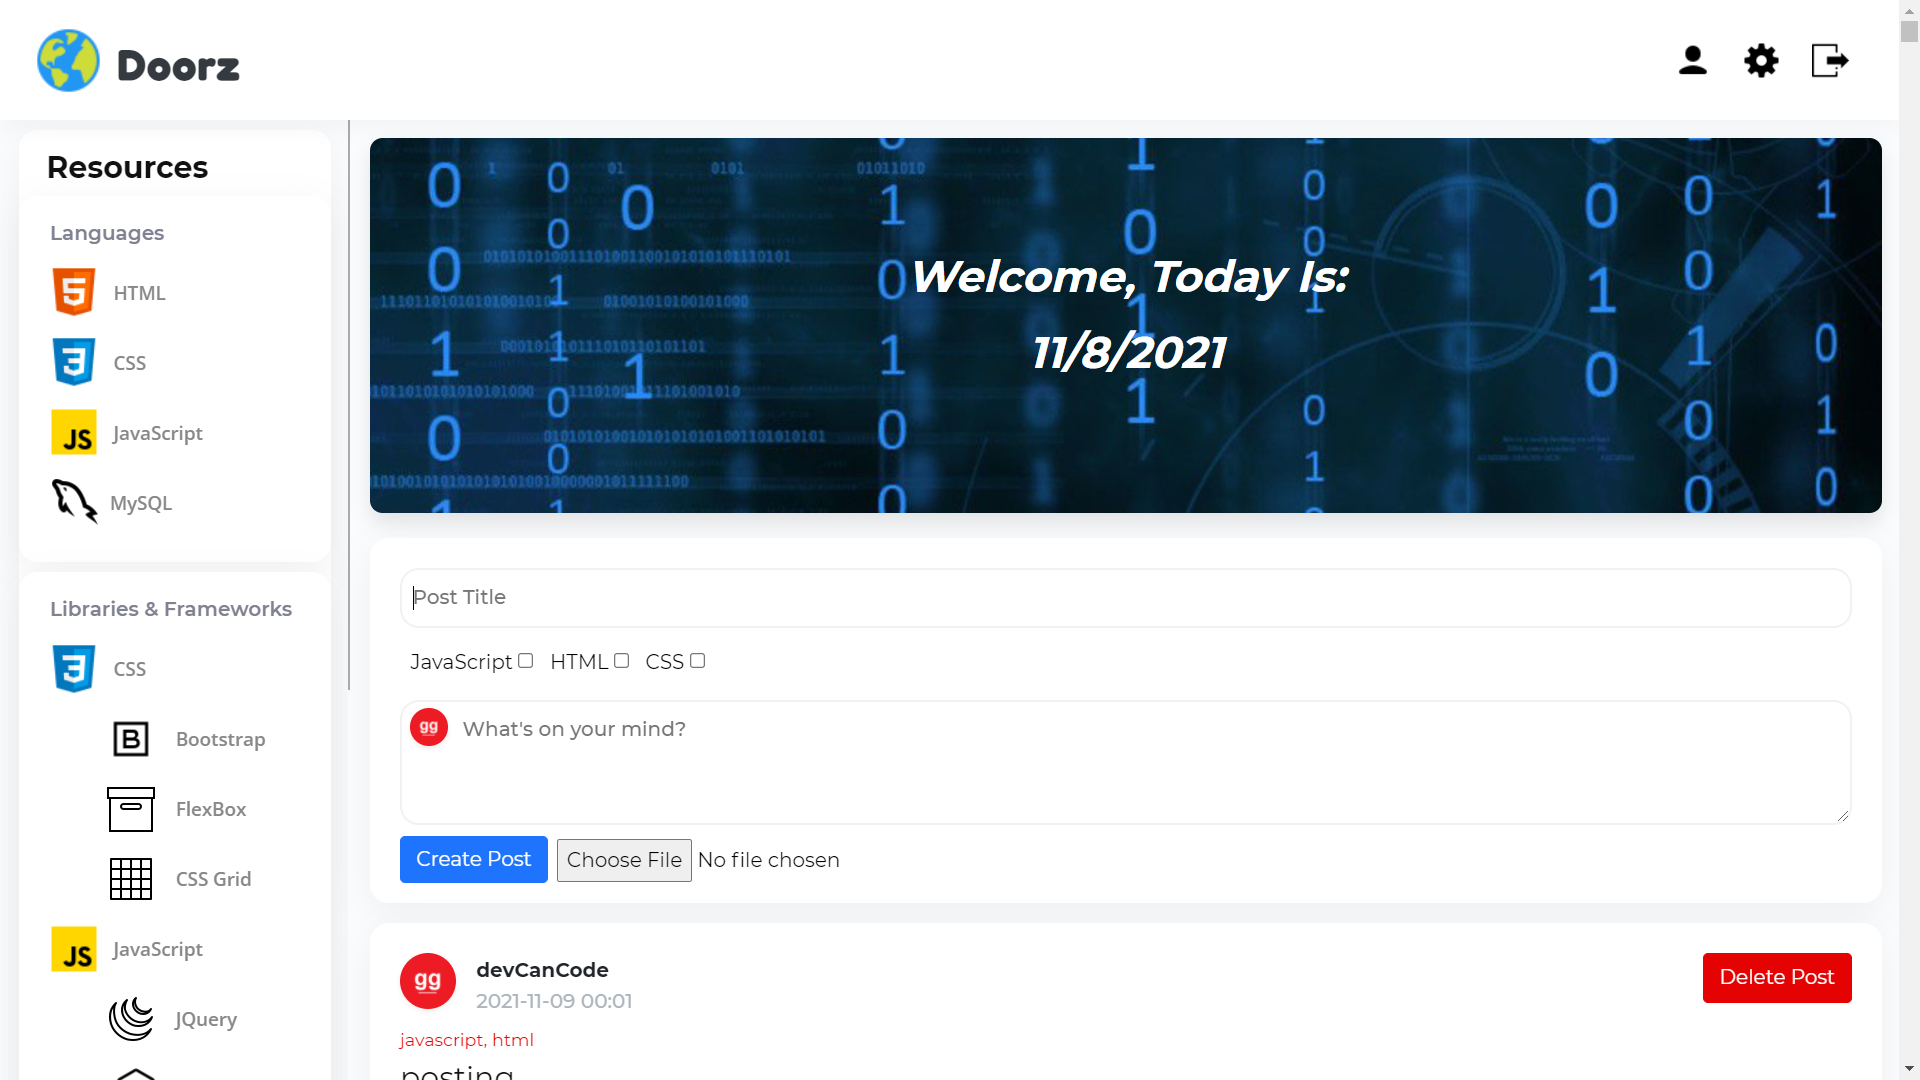 Doorz
Resources
Languages
HTML
CSS
JavaScript
MySQL
Libraries & Frameworks
CSS
Bootstrap
FlexBox
CSS Grid
JavaScript
JQuery
Welcome, Today Is:
11/8/2021
Post Title
JavaScript HTML CSS
gg What's on your mind?
Create Post Choose File No file chosen
gg devCanCode
2021-11-09 00:01
Delete Post
javascript, html
posting